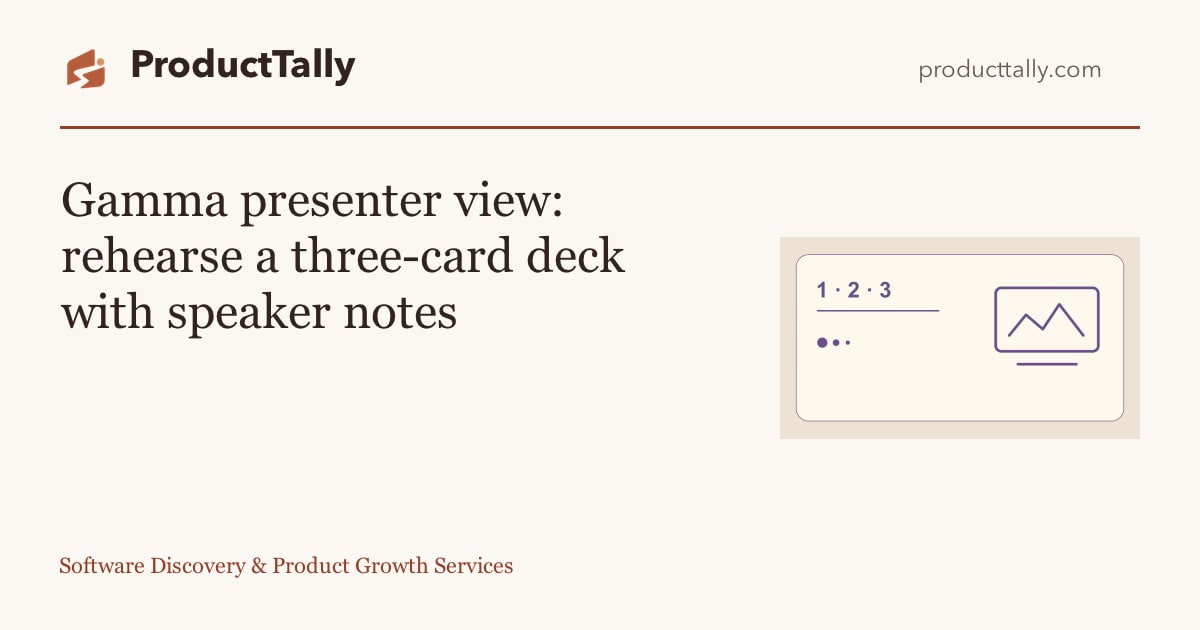 ProductTally
producttally.com
Gamma presenter view:
rehearse a three-card deck
with speaker notes
1 · 2 · 3
Software Discovery & Product Growth Services